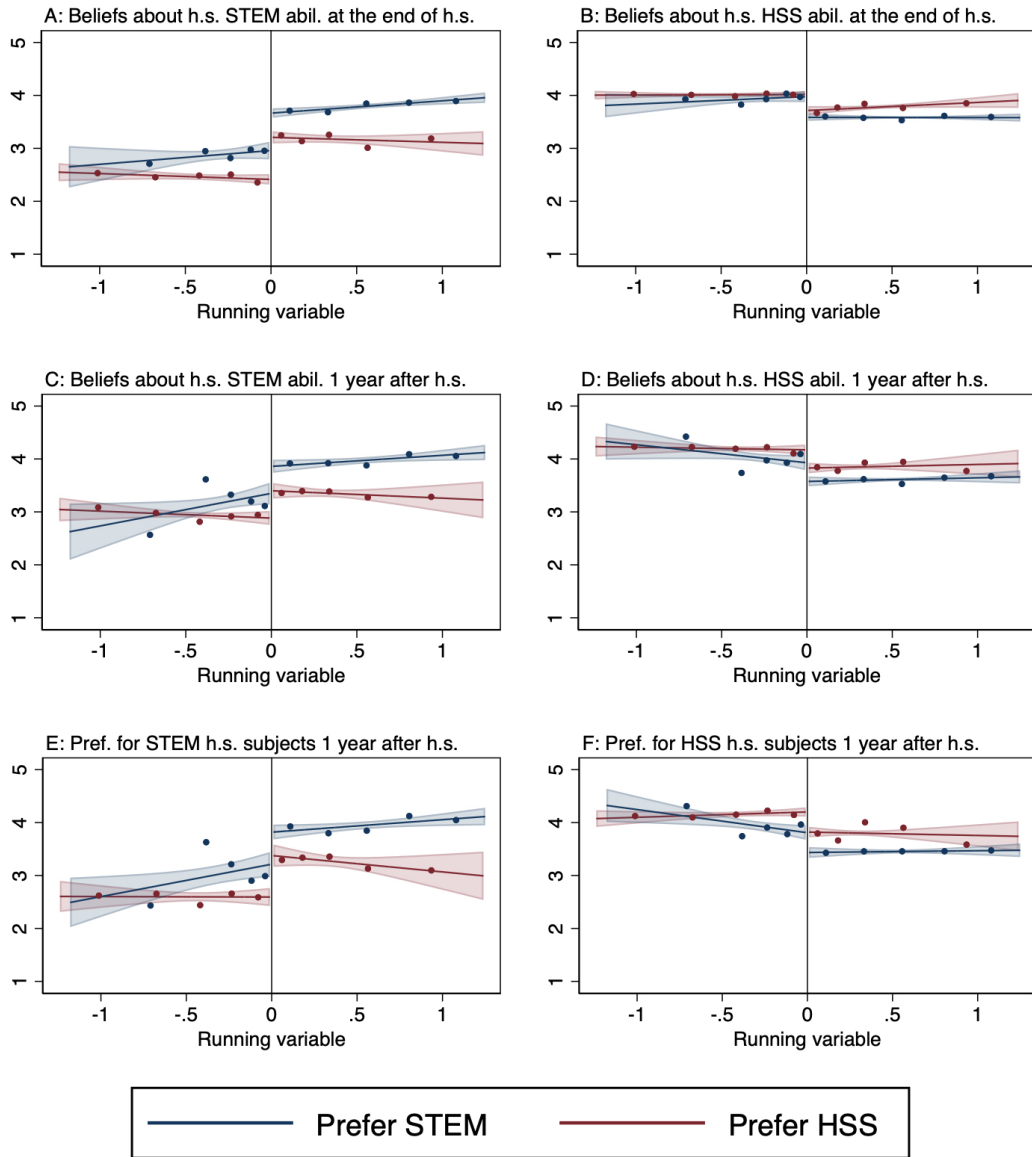 A: Beliefs about h.s. STEM abil. at the end of h.s.
5
4
3
2
1
-1 -.5 0 .5 1
Running variable
B: Beliefs about h.s. HSS abil. at the end of h.s.
5
4
3
2
1
-1 -.5 0 .5 1
Running variable
C: Beliefs about h.s. STEM abil. 1 year after h.s.
5
4
3
2
1
-1 -.5 0 .5 1
Running variable
D: Beliefs about h.s. HSS abil. 1 year after h.s.
5
4
3
2
1
-1 -.5 0 .5 1
Running variable
E: Pref. for STEM h.s. subjects 1 year after h.s.
5
4
3
2
1
-1 -.5 0 .5 1
Running variable
F: Pref. for HSS h.s. subjects 1 year after h.s.
5
4
3
2
1
-1 -.5 0 .5 1
Running variable
Prefer STEM Prefer HSS